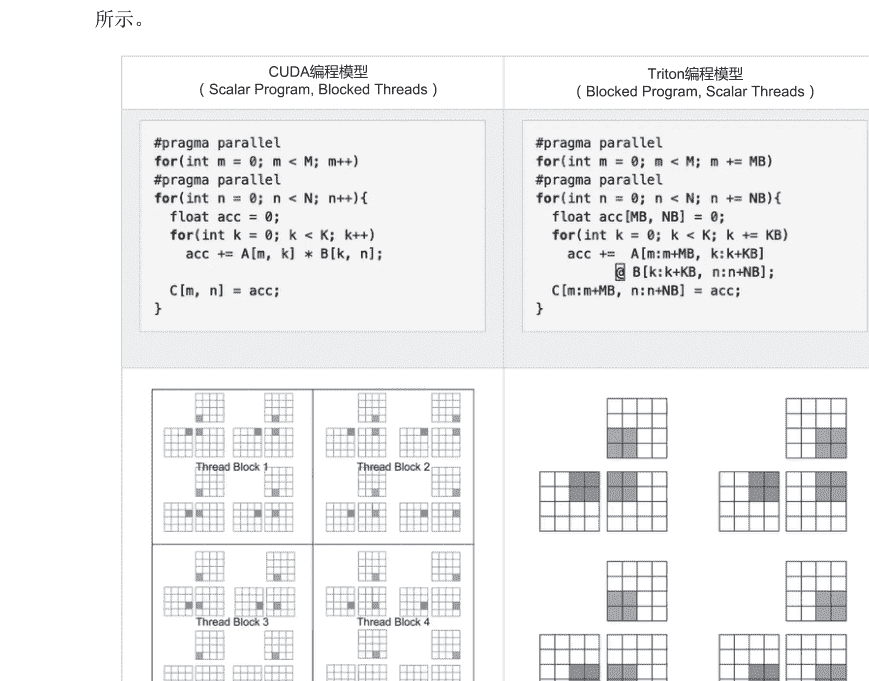 所示。
CUDA编程模型
( Scalar Program, Blocked Threads )
Triton编程模型
( Blocked Program, Scalar Threads )
#pragma parallel
for(int m = 0; m < M; m++)
#pragma parallel
for(int n = 0; n < N; n++){
  float acc = 0;
  for(int k = 0; k < K; k++)
    acc += A[m, k] * B[k, n];
  C[m, n] = acc;
}
#pragma parallel
for(int m = 0; m < M; m += MB)
#pragma parallel
for(int n = 0; n < N; n += NB){
  float acc[MB, NB] = 0;
  for(int k = 0; k < K; k += KB)
    acc +=  A[m:m+MB, k:k+KB]
          @ B[k:k+KB, n:n+NB];
  C[m:m+MB, n:n+NB] = acc;
}
Thread Block 1
Thread Block 2
Thread Block 3
Thread Block 4